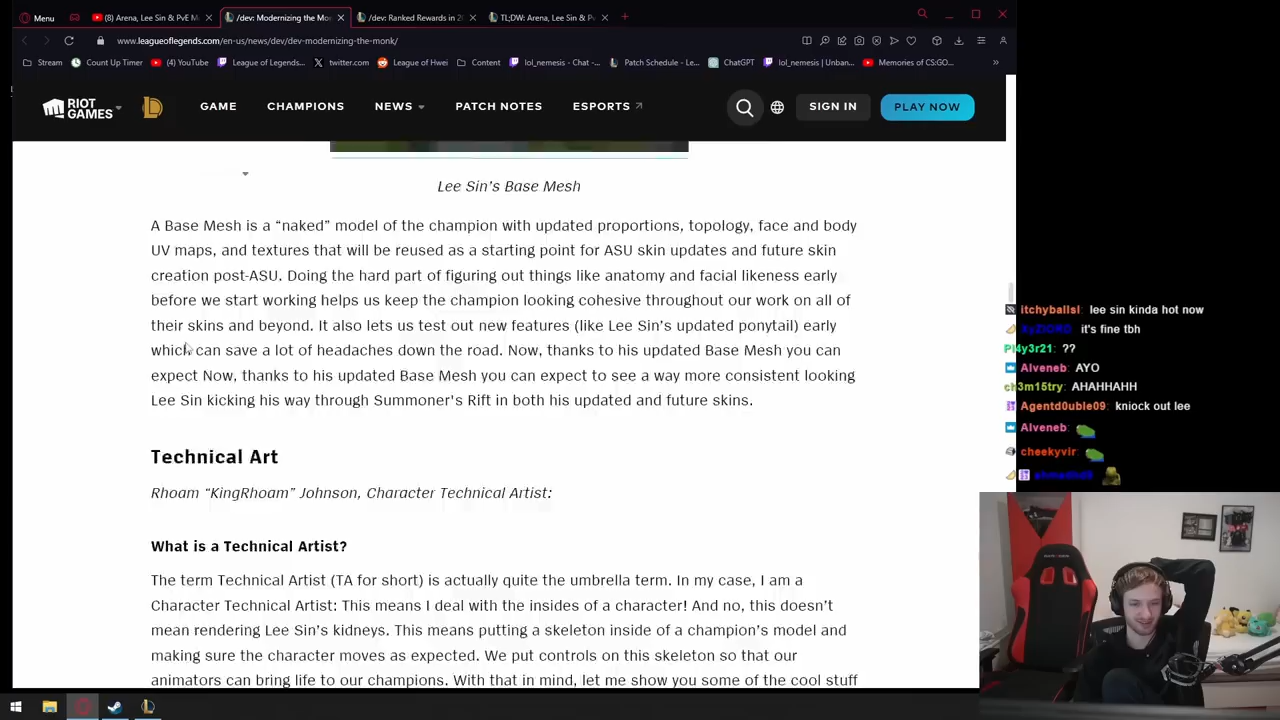 Menu
(8) Arena, Lee Sin & PvE M
/dev: Modernizing the Mo
/dev: Ranked Rewards in 2
TL;DW: Arena, Lee Sin & Pv
www.leagueoflegends.com/en-us/news/dev/dev-modernizing-the-monk/
Stream
Count Up Timer
(4) YouTube
League of Legends...
twitter.com
League of Hwei
Content
lol_nemesis - Chat -...
Patch Schedule - Le...
ChatGPT
lol_nemesis | Unban...
Memories of CS:GO...
RIOT GAMES
GAME
CHAMPIONS
NEWS
PATCH NOTES
ESPORTS
SIGN IN
PLAY NOW
Lee Sin's Base Mesh
A Base Mesh is a “naked” model of the champion with updated proportions, topology, face and body
UV maps, and textures that will be reused as a starting point for ASU skin updates and future skin
creation post-ASU. Doing the hard part of figuring out things like anatomy and facial likeness early
before we start working helps us keep the champion looking cohesive throughout our work on all of
their skins and beyond. It also lets us test out new features (like Lee Sin's updated ponytail) early
which can save a lot of headaches down the road. Now, thanks to his updated Base Mesh you can
expect Now, thanks to his updated Base Mesh you can expect to see a way more consistent looking
Lee Sin kicking his way through Summoner's Rift in both his updated and future skins.
Technical Art
Rhoam “KingRhoam” Johnson, Character Technical Artist:
What is a Technical Artist?
The term Technical Artist (TA for short) is actually quite the umbrella term. In my case, I am a
Character Technical Artist: This means I deal with the insides of a character! And no, this doesn't
mean rendering Lee Sin's kidneys. This means putting a skeleton inside of a champion's model and
making sure the character moves as expected. We put controls on this skeleton so that our
animators can bring life to our champions. With that in mind, let me show you some of the cool stuff
itchyballsl: lee sin kinda hot now
it's fine tbh
Pl4y3r21: ??
Alveneb: AYO
ch3m15try: AHAHHAHH
Agentd0uble09: kniock out lee
Alveneb:
cheekyvir: